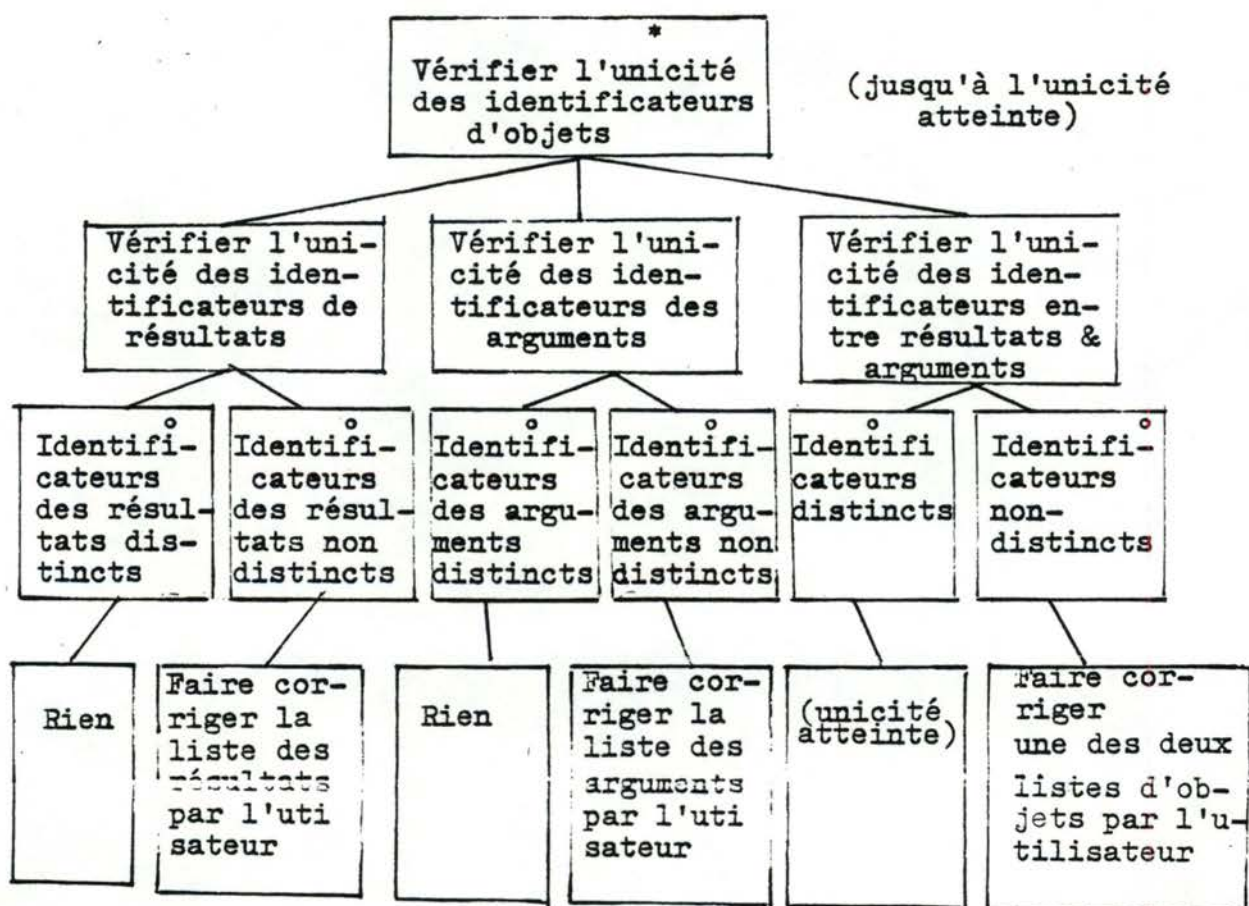 *
Vérifier l'unicité
des identificateurs
d'objets
(jusqu'à l'unicité
atteinte)
Vérifier l'uni-
cité des iden-
tificateurs de
résultats
Vérifier l'uni-
cité des iden-
tificateurs des
arguments
Vérifier l'uni-
cité des iden-
tificateurs en-
tre résultats &
arguments
o
Identifi-
cateurs
des résul-
tats dis-
tincts
o
Identifi-
cateurs
des résul-
tats non
distincts
o
Identifi-
cateurs
des argu-
ments
distincts
o
Identifi-
cateurs
des argu-
ments non
distincts
o
Identifi
cateurs
distincts
o
Identifi-
cateurs
non-
distincts
Rien
Faire cor-
riger la
liste des
résultats
par l'uti
sateur
Rien
Faire cor-
riger la
liste des
arguments
par l'uti
sateur
(unicité
atteinte)
Faire cor-
riger
une des deux
listes d'ob-
jets par l'u-
tilisateur